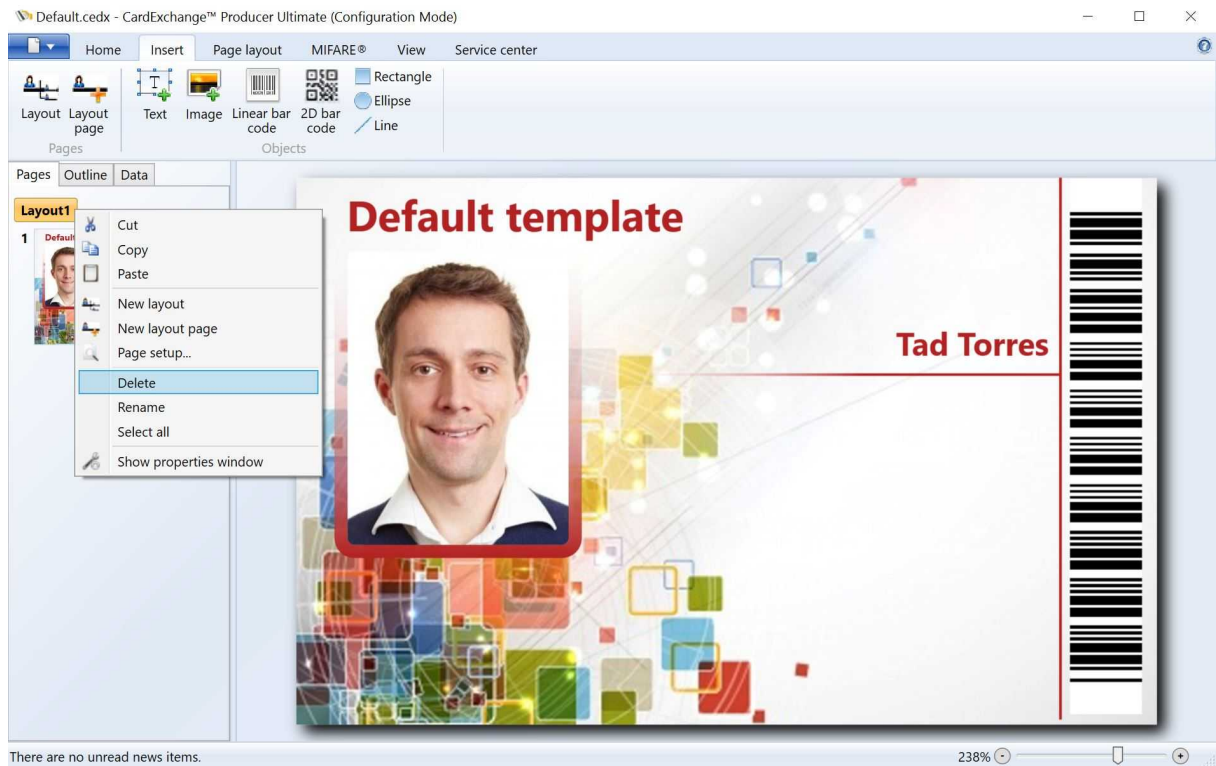 Default.cedx - CardExchange™ Producer Ultimate (Configuration Mode)
Home Insert Page layout MIFARE® View Service center
Layout Layout page Text Image Linear bar code 2D bar code
Rectangle
Ellipse
Line
Pages Objects
Pages Outline Data
Layout1
1
Cut
Copy
Paste
New layout
New layout page
Page setup...
Delete
Rename
Select all
Show properties window
Default template
Tad Torres
There are no unread news items. 238%